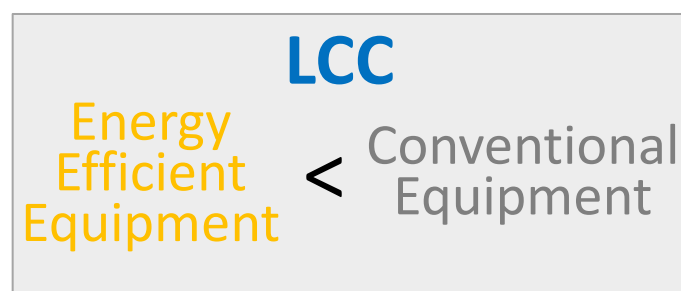 LCC
Energy
Efficient
Equipment
<
Conventional
Equipment